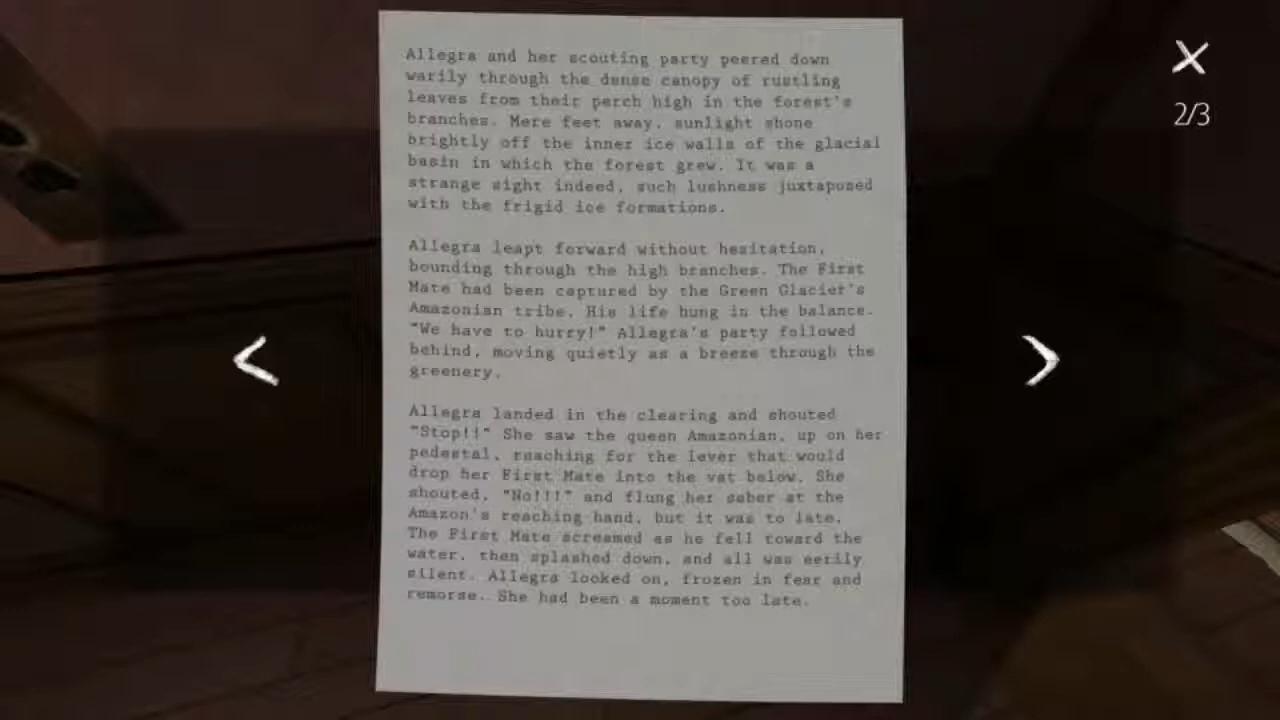 Allegra and her scouting party peered down
warily through the dense canopy of rustling
leaves from their perch high in the forest's
branches. Mere feet away, sunlight shone
brightly off the inner ice walls of the glacial
basin in which the forest grew. It was a
strange sight indeed, such lushness juxtaposed
with the frigid ice formations.
Allegra leapt forward without hesitation,
bounding through the high branches. The First
Mate had been captured by the Green Glacier's
Amazonian tribe. His life hung in the balance.
"We have to hurry!" Allegra's party followed
behind, moving quietly as a breeze through the
greenery.
Allegra landed in the clearing and shouted
"Stop!!" She saw the queen Amazonian, up on her
pedestal, reaching for the lever that would
drop her First Mate into the vat below. She
shouted, "No!!!" and flung her saber at the
Amazon's reaching hand, but it was to late.
The First Mate screamed as he fell toward the
water, then splashed down, and all was eerily
silent. Allegra looked on, frozen in fear and
remorse. She had been a moment too late.
2/3